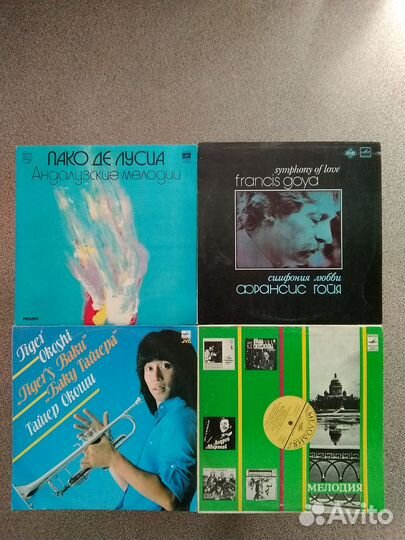 ПАКО ДЕ ЛУСИА
Андалузские мелодии
PHILIPS
symphony of love
francis goya
симфония любви
франсис гойя
Tiger
Okoshi
"Tiger's Baku"
"Баку Тайгера"
Тайгер Окоши
JVC
МЕЛОДИЯ
МЕЛОДИЯ
Avito